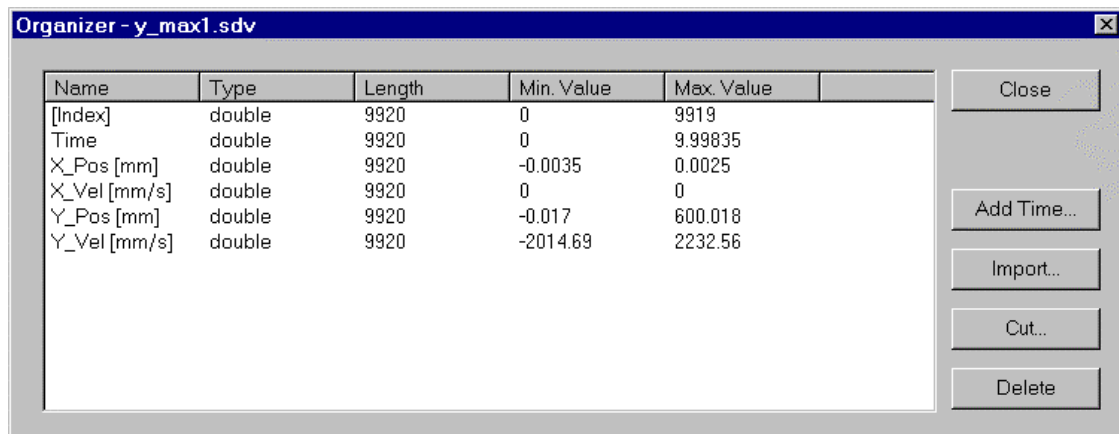 Organizer - y_max1.sdv
Name Type Length Min. Value Max. Value
[Index] double 9920 0 9919
Time double 9920 0 9.99835
X_Pos [mm] double 9920 -0.0035 0.0025
X_Vel [mm/s] double 9920 0 0
Y_Pos [mm] double 9920 -0.017 600.018
Y_Vel [mm/s] double 9920 -2014.69 2232.56
Close
Add Time...
Import...
Cut...
Delete